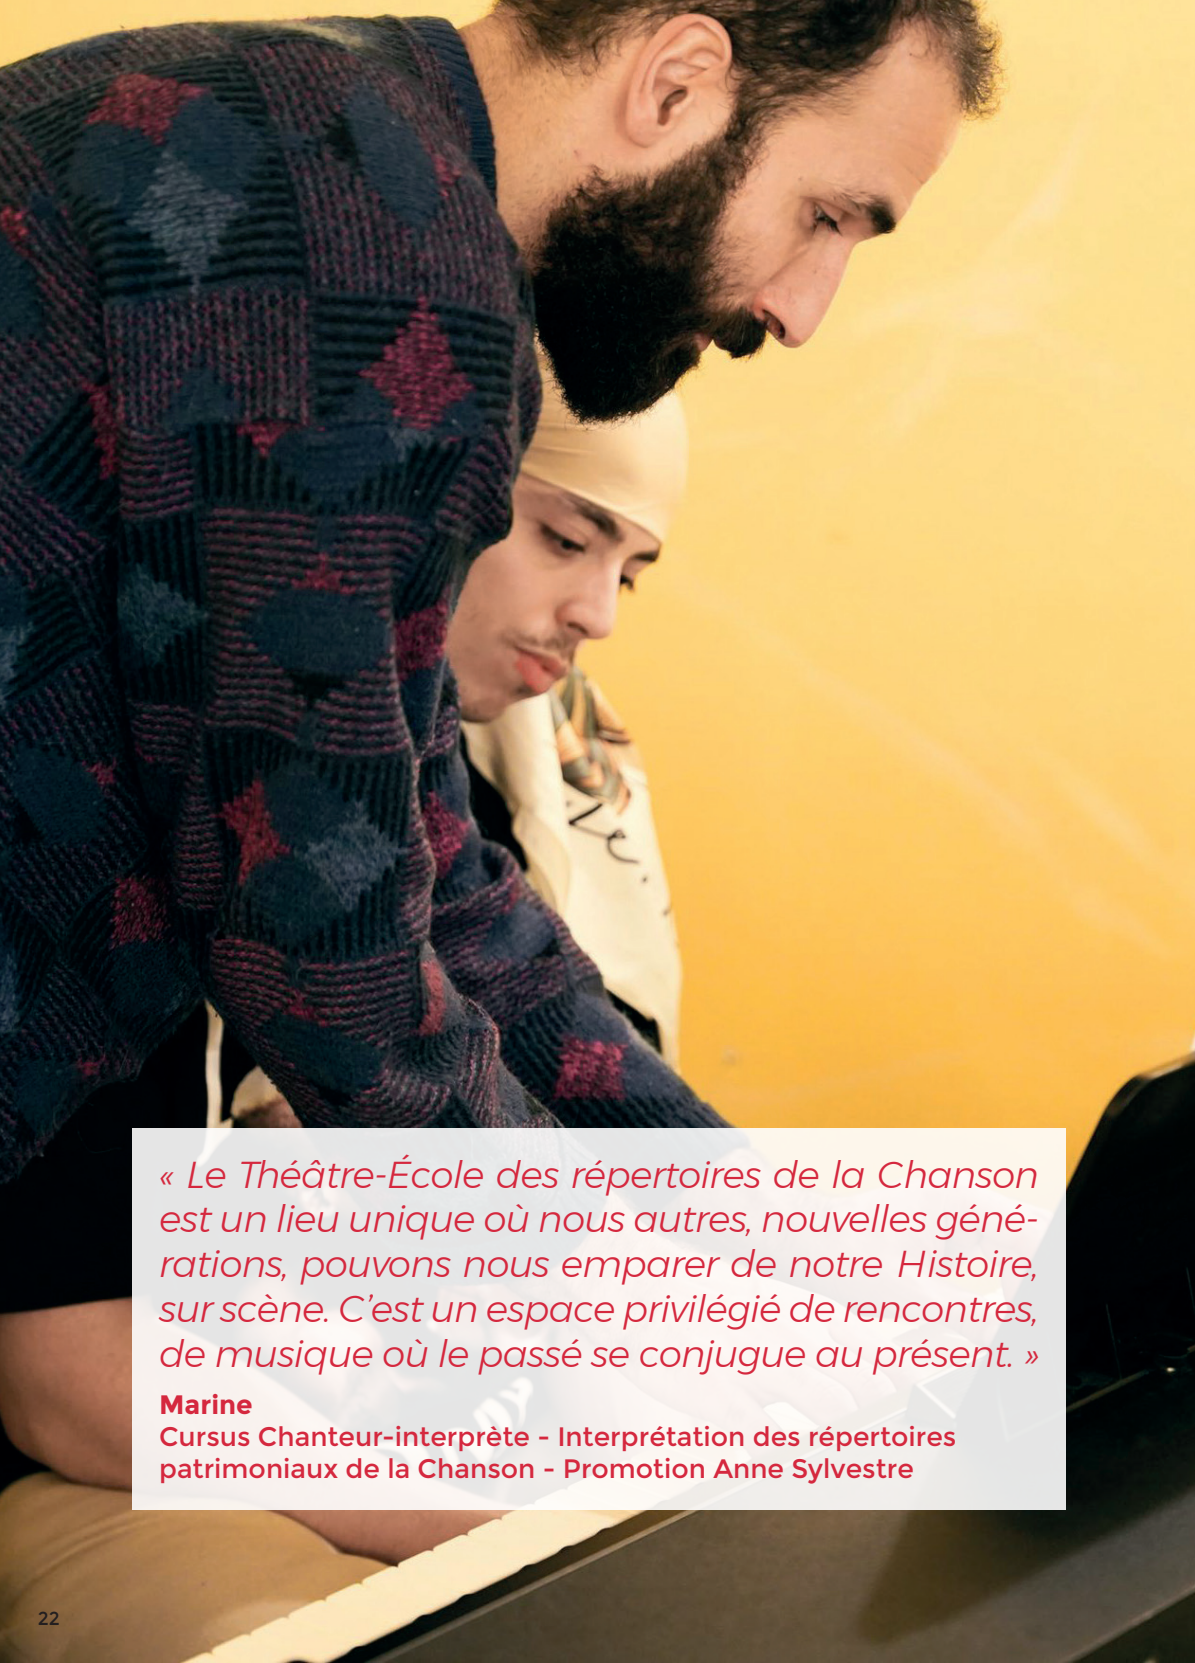 « Le Théâtre-École des répertoires de la Chanson
est un lieu unique où nous autres, nouvelles géné-
rations, pouvons nous emparer de notre Histoire,
sur scène. C’est un espace privilégié de rencontres,
de musique où le passé se conjugue au présent. »
Marine
Cursus Chanteur-interprète - Interprétation des répertoires
patrimoniaux de la Chanson - Promotion Anne Sylvestre
22